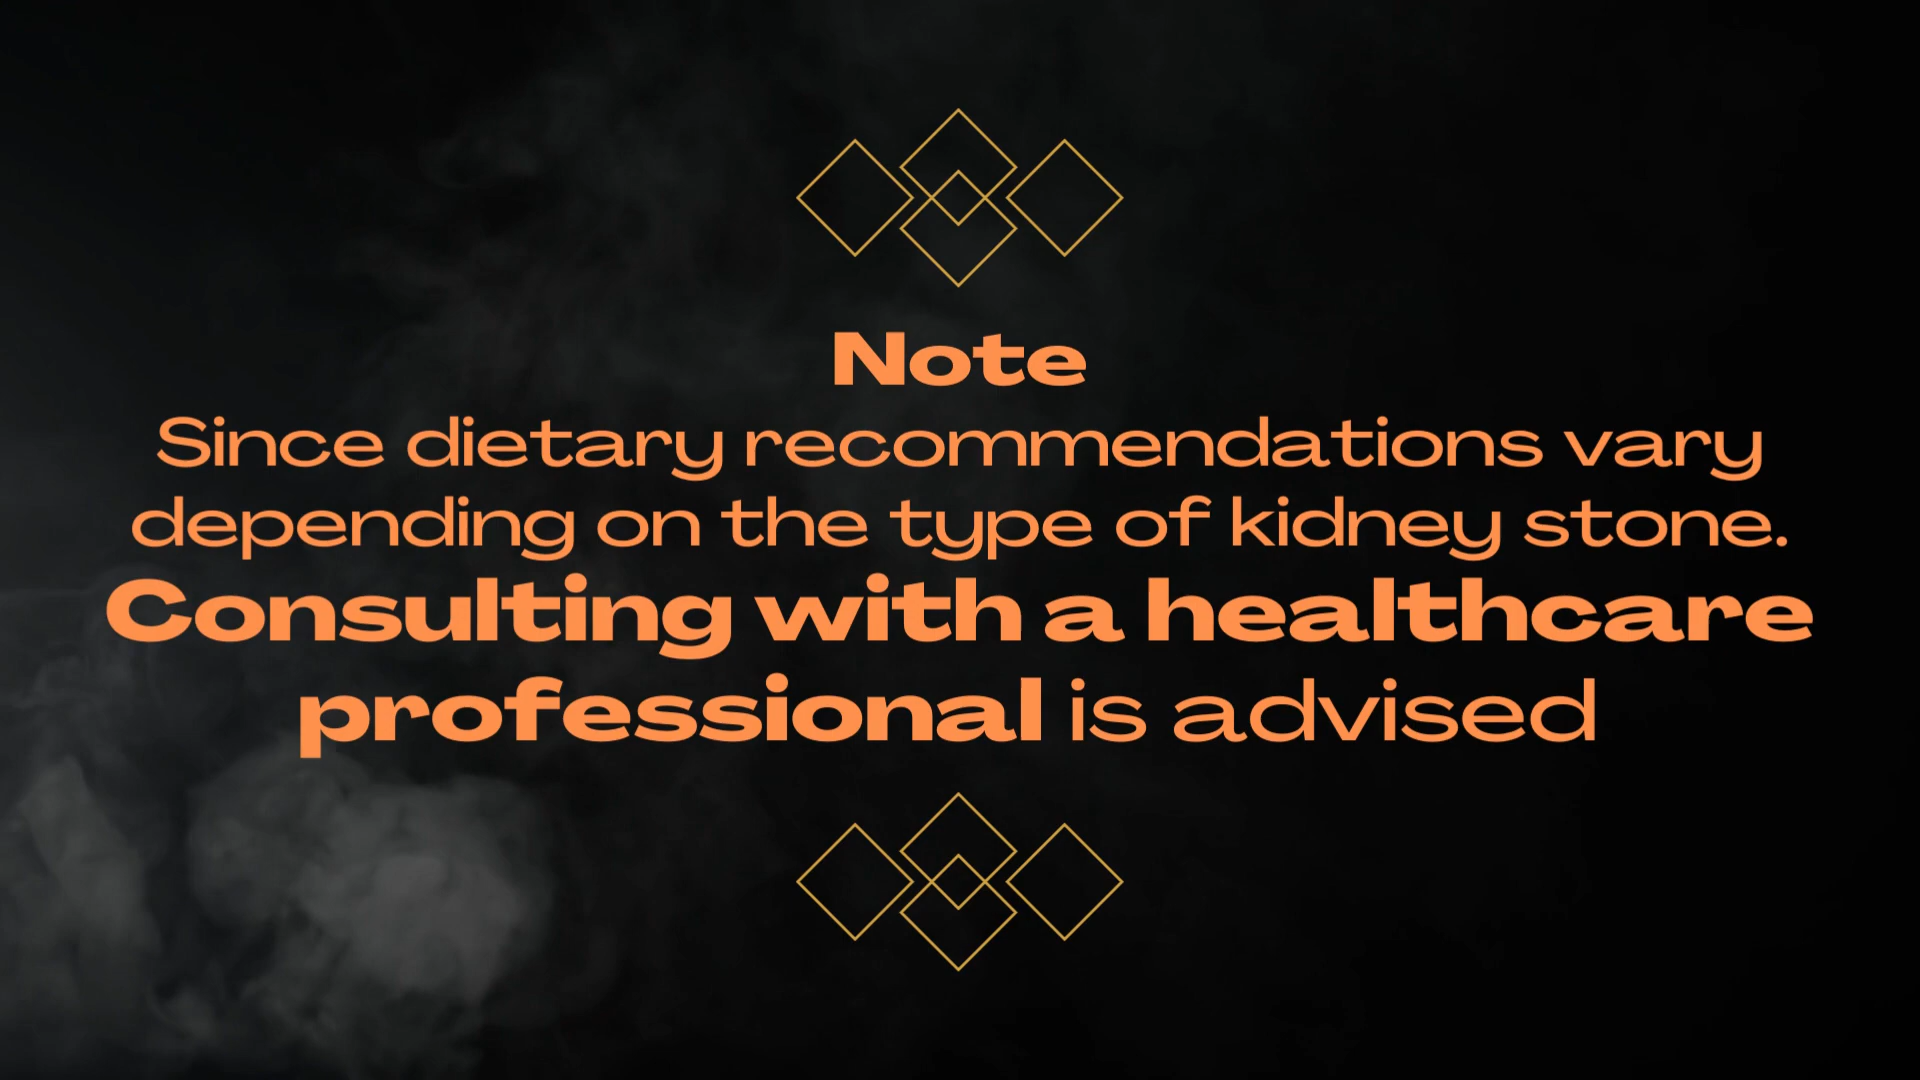 Note
Since dietary recommendations vary
depending on the type of kidney stone.
Consulting with a healthcare
professional is advised